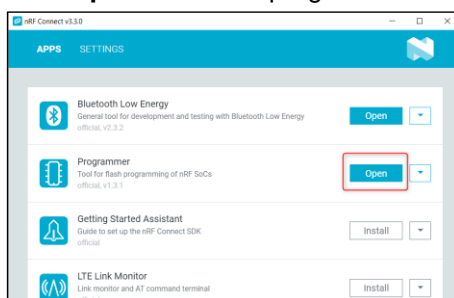 nRF Connect v3.3.0
APPS SETTINGS
Bluetooth Low Energy
General tool for development and testing with Bluetooth Low Energy
official, v2.3.2
Open
Programmer
Tool for flash programming of nRF SoCs
official, v1.3.1
Open
Getting Started Assistant
Guide to set up the nRF Connect SDK
official
Install
LTE Link Monitor
Link monitor and AT command terminal
Install